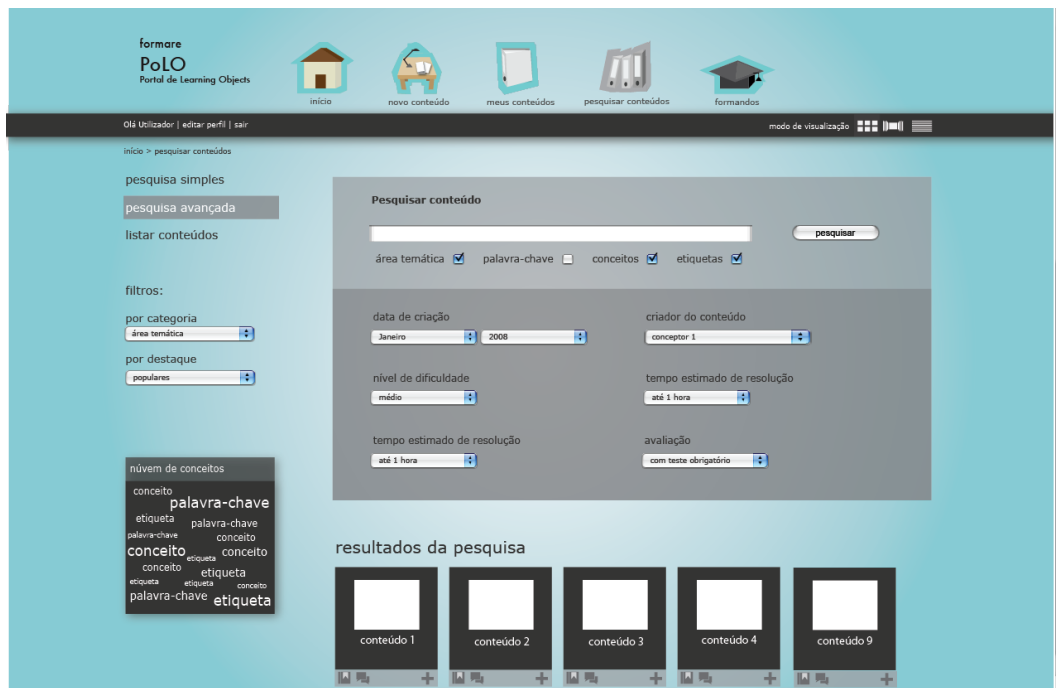 formare
PoLO
Portal de Learning Objects
início
novo conteúdo
meus conteúdos
pesquisar conteúdos
formandos
Olá Utilizador | editar perfil | sair
modo de visualização
início > pesquisar conteúdos
pesquisa simples
pesquisa avançada
listar conteúdos
filtros:
por categoria
área temática
por destaque
populares
Pesquisar conteúdo
pesquisar
área temática
palavra-chave
conceitos
etiquetas
data de criação
Janeiro
2008
criador do conteúdo
conceptor 1
nível de dificuldade
médio
tempo estimado de resolução
até 1 hora
tempo estimado de resolução
até 1 hora
avaliação
com teste obrigatório
núvem de conceitos
conceito
palavra-chave
etiqueta
palavra-chave
palavra-chave
conceito
conceito
etiqueta
conceito
conceito
etiqueta
etiqueta
etiqueta
conceito
palavra-chave
etiqueta
resultados da pesquisa
conteúdo 1
conteúdo 2
conteúdo 3
conteúdo 4
conteúdo 9